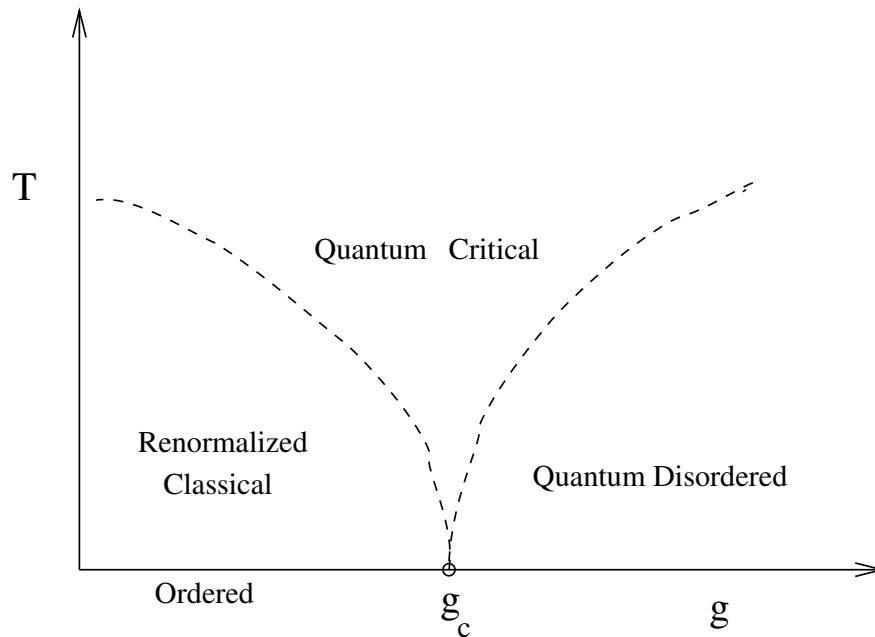 T
Quantum Critical
Renormalized
Classical
Quantum Disordered
Ordered
g_c
g